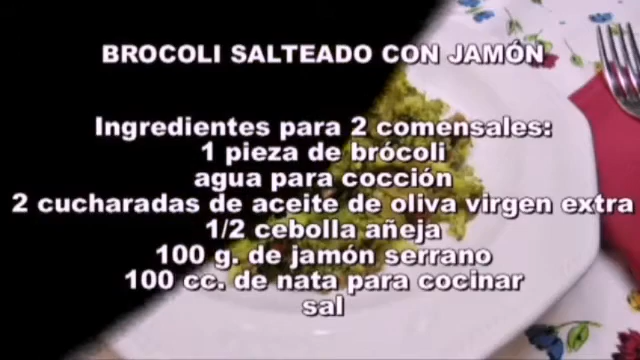 BROCOLI SALTEADO CON JAMÓN
Ingredientes para 2 comensales:
1 pieza de brócoli
agua para cocción
2 cucharadas de aceite de oliva virgen extra
1/2 cebolla añeja
100 g. de jamón serrano
100 cc. de nata para cocinar
sal